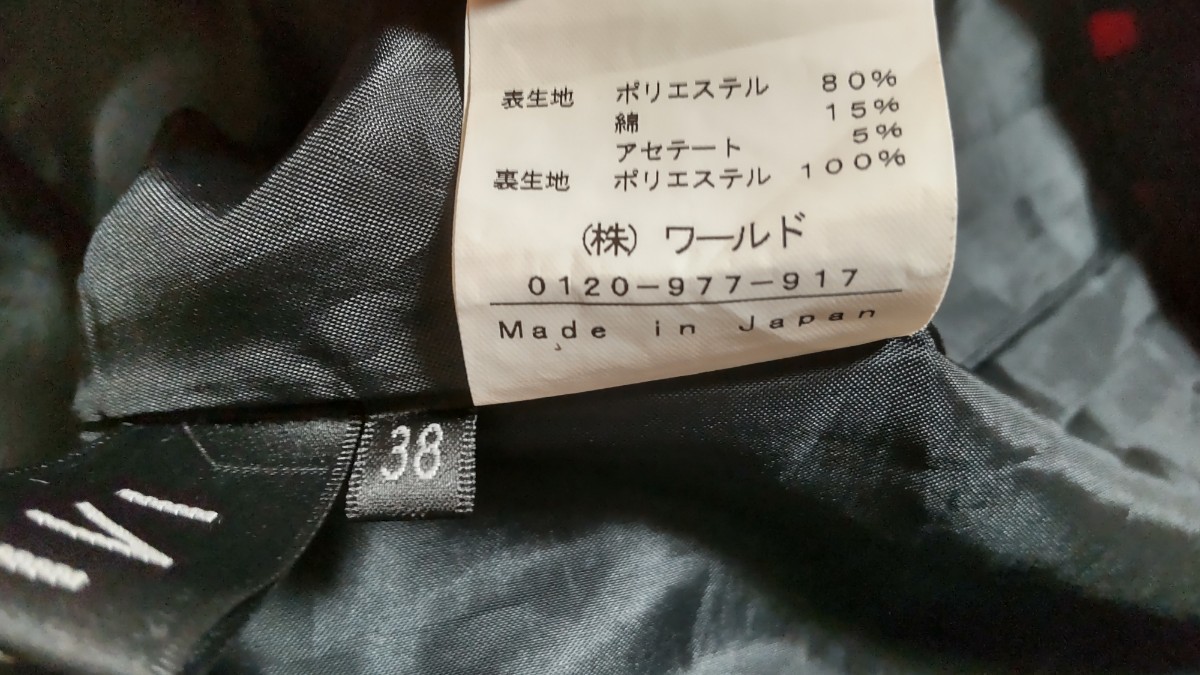 表生地 ポリエステル 80%
綿 15%
アセテート 5%
裏生地 ポリエステル 100%
(株) ワールド
0120-977-917
Made in Japan
38